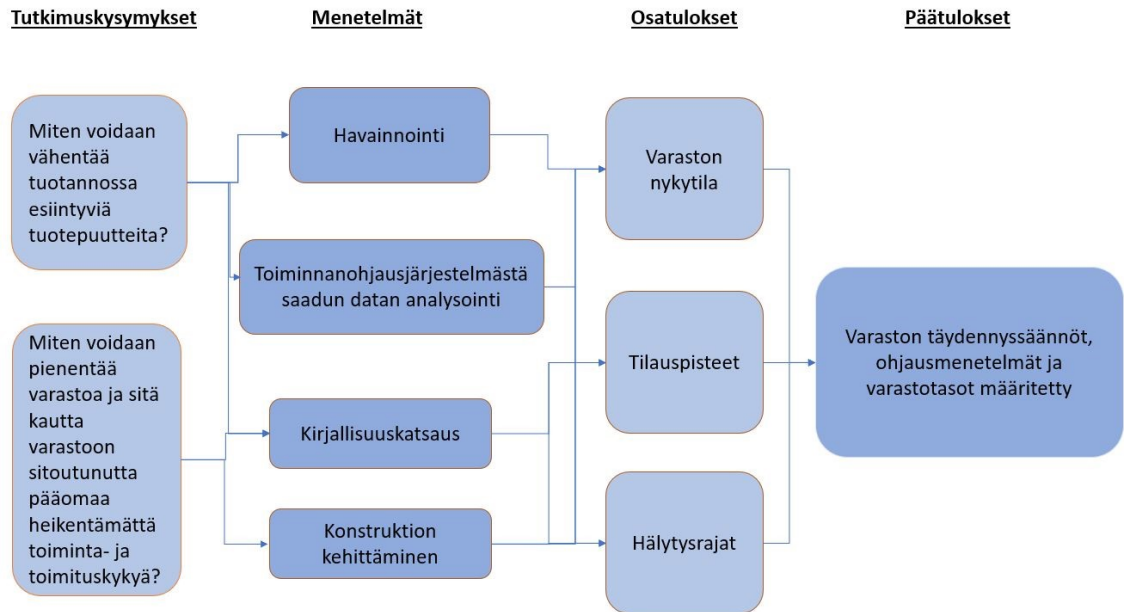 Tutkimuskysymykset
Menetelmät
Osatulokset
Päätulokset
Miten voidaan
vähentää
tuotannossa
esiintyviä
tuotepuutteita?
Miten voidaan
pienentää
varastoa ja sitä
kautta
varastoon
sitoutunutta
pääomaa
heikentämättä
toiminta- ja
toimituskykyä?
Havainnointi
Toiminnanohjausjärjestelmästä
saadun datan analysointi
Kirjallisuuskatsaus
Konstruktion
kehittäminen
Varaston
nykytila
Tilauspisteet
Hälytysrajat
Varaston täydennyssäännöt,
ohjausmenetelmät ja
varastotasot määritetty